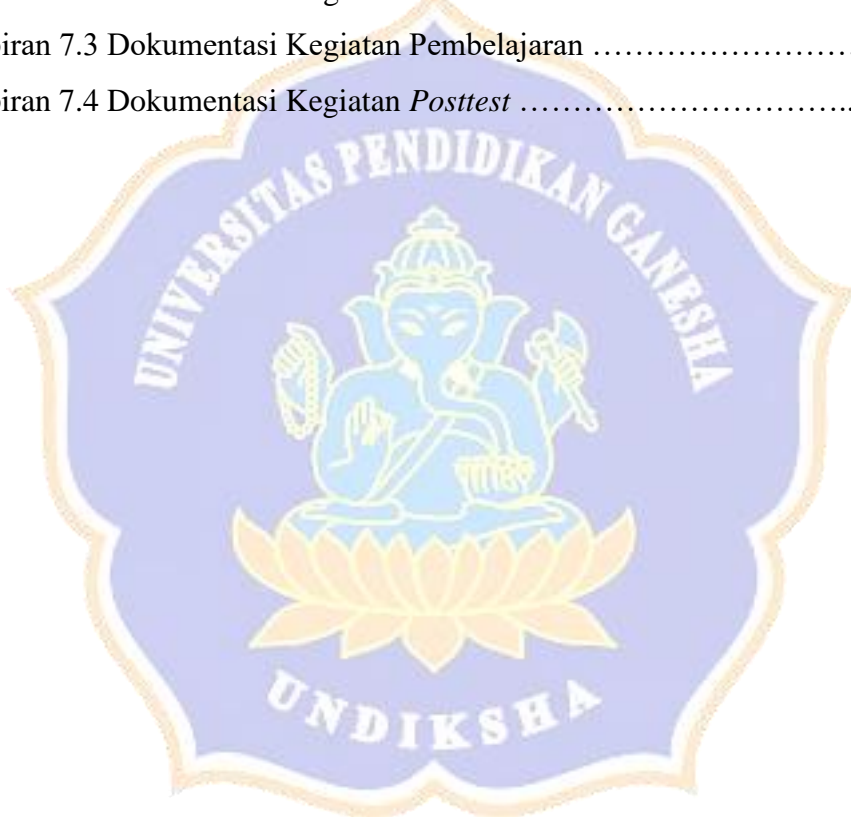 iran 7.3 Dokumentasi Kegiatan Pembelajaran ……………………
iran 7.4 Dokumentasi Kegiatan Posttest …………………………..
UNIVERSITAS PENDIDIKAN GANESHA
UNDIKSHA